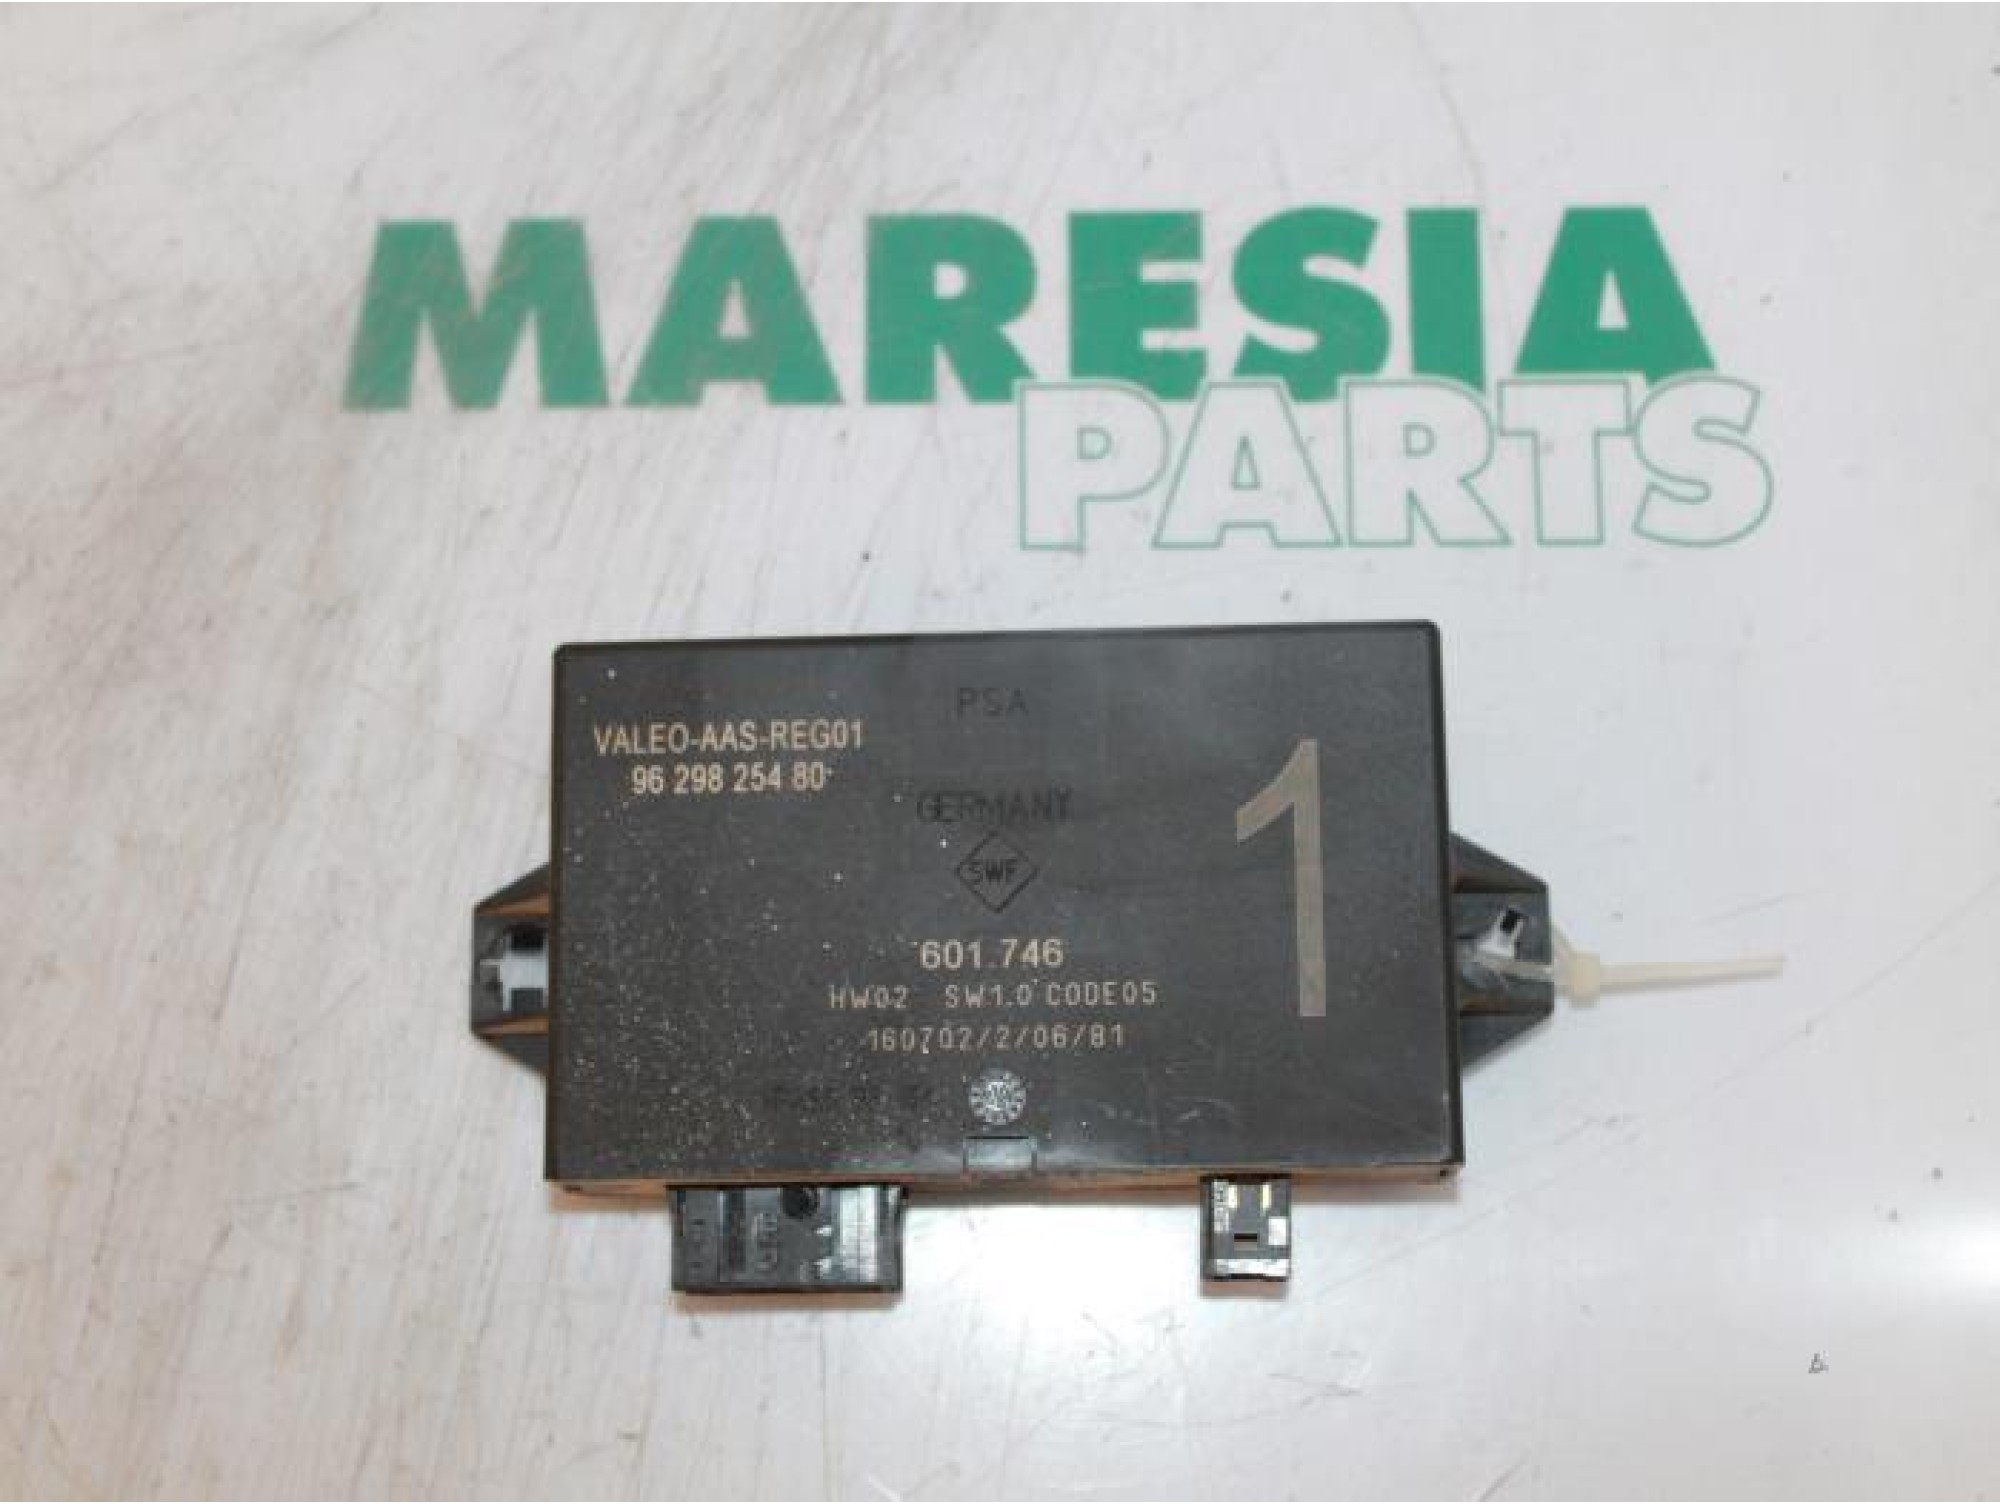 MARESIA
PARTS
PSA
VALEO-AAS-REG01
96 298 254 80
GERMANY
SWF
1
601.746
HW02 SW1.0 CODE05
160702/2/06/81